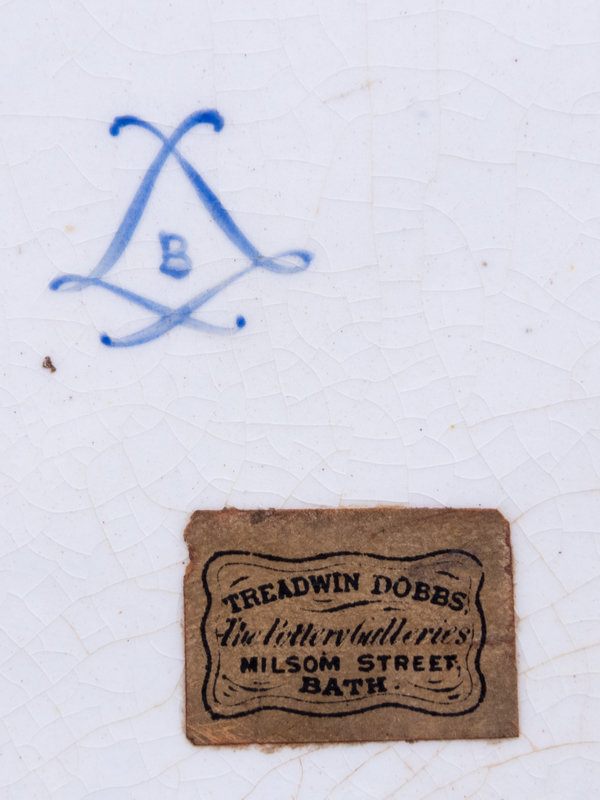 B
TREADWIN DOBBS.
The Pottery Galleries
MILSOM STREET.
BATH.